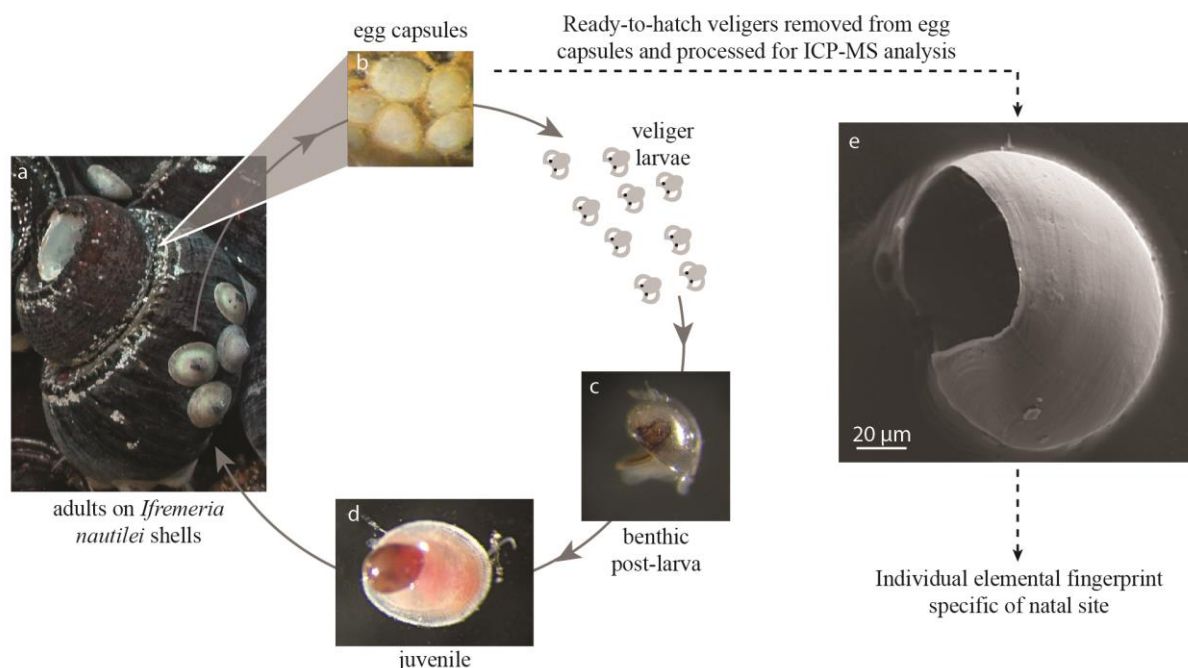 egg capsules
Ready-to-hatch veligers removed from egg
capsules and processed for ICP-MS analysis
b
veliger
larvae
e
a
20 µm
c
adults on Ifremeria
nautilei shells
d
benthic
post-larva
juvenile
Individual elemental fingerprint
specific of natal site